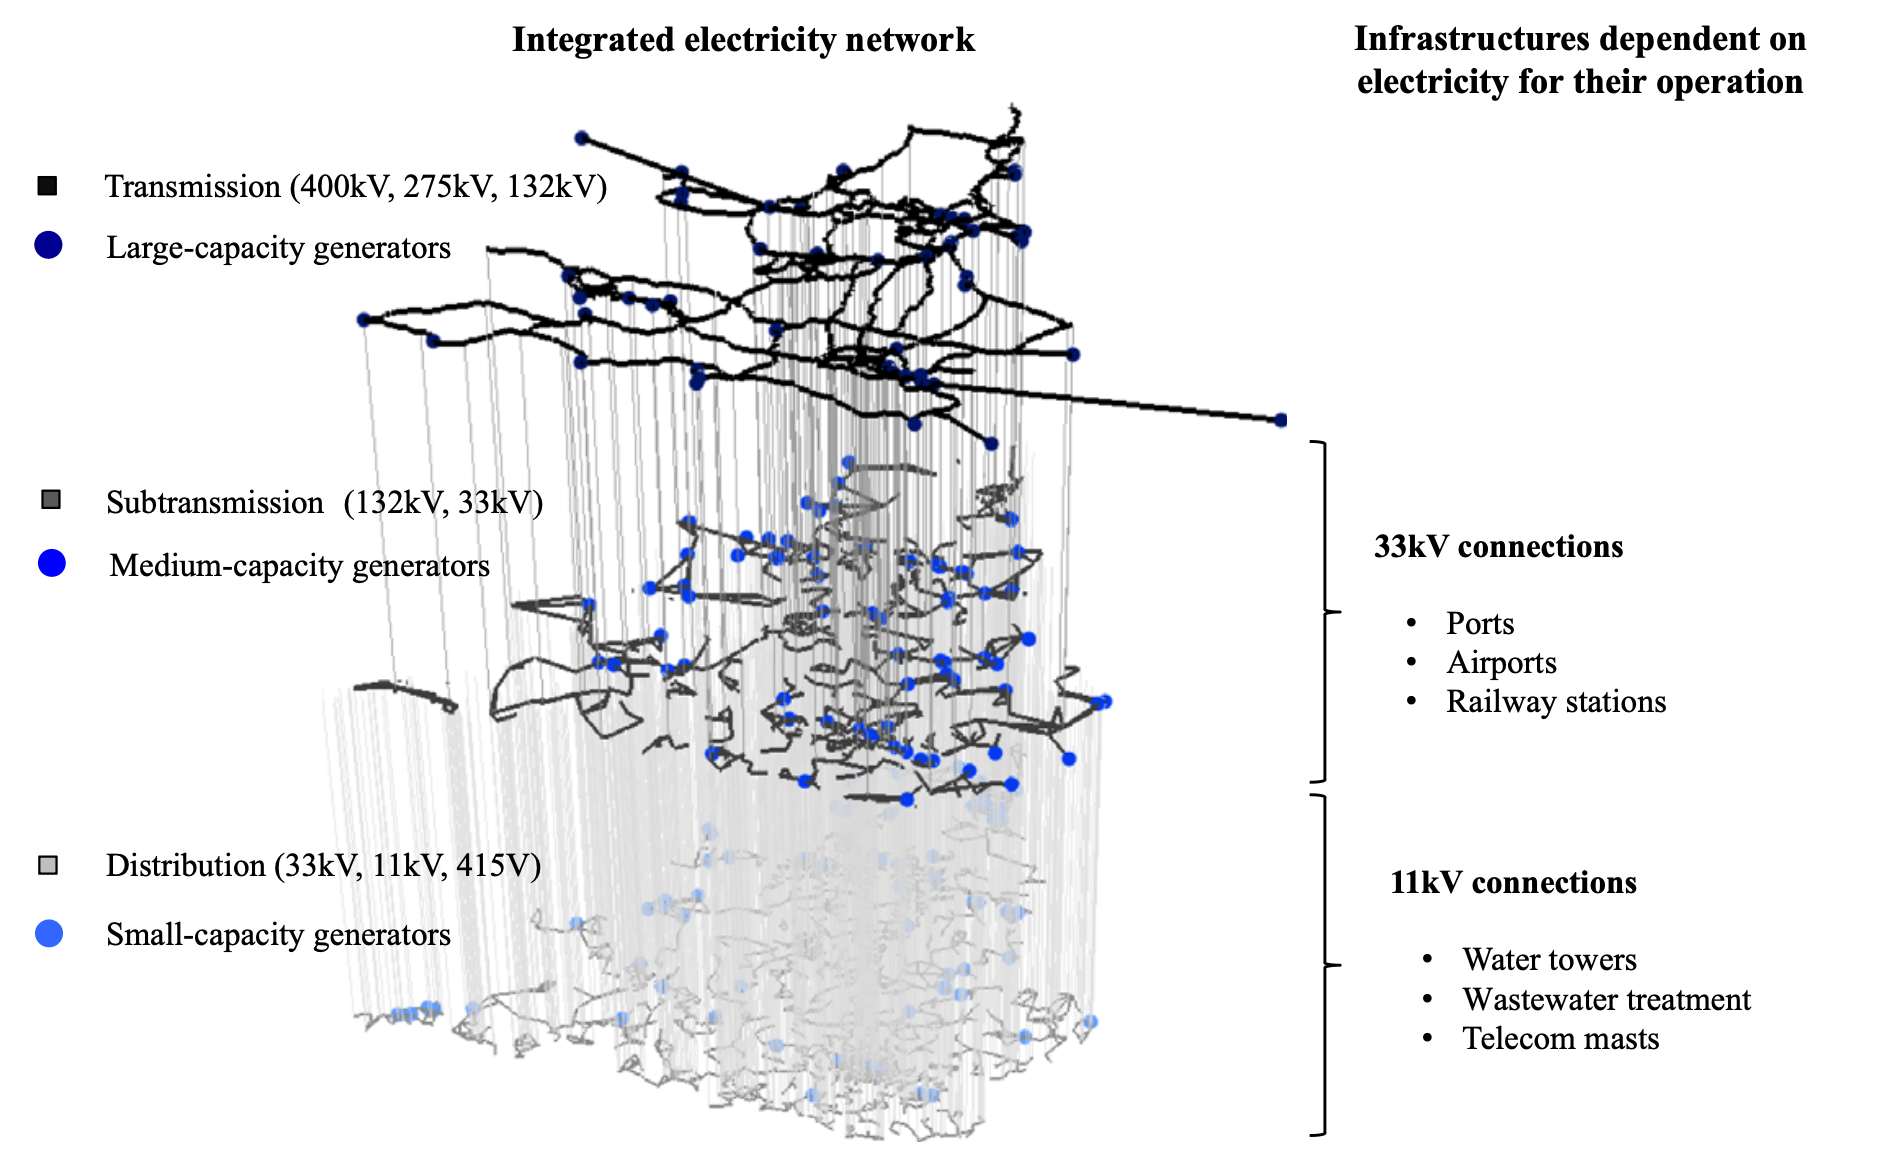 Integrated electricity network
Infrastructures dependent on
electricity for their operation
Transmission (400kV, 275kV, 132kV)
Large-capacity generators
Subtransmission (132kV, 33kV)
Medium-capacity generators
Distribution (33kV, 11kV, 415V)
Small-capacity generators
33kV connections
• Ports
• Airports
• Railway stations
11kV connections
• Water towers
• Wastewater treatment
• Telecom masts